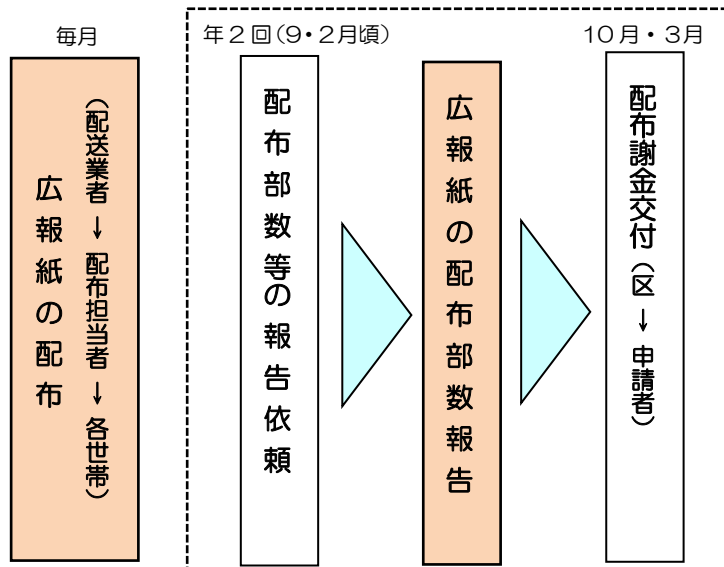 毎月
広報紙の配布
（配送業者→配布担当者→各世帯）
年２回（9・2月頃）
配布部数等の報告依頼
広報紙の配布部数報告
10月・3月
配布謝金交付（区→申請者）